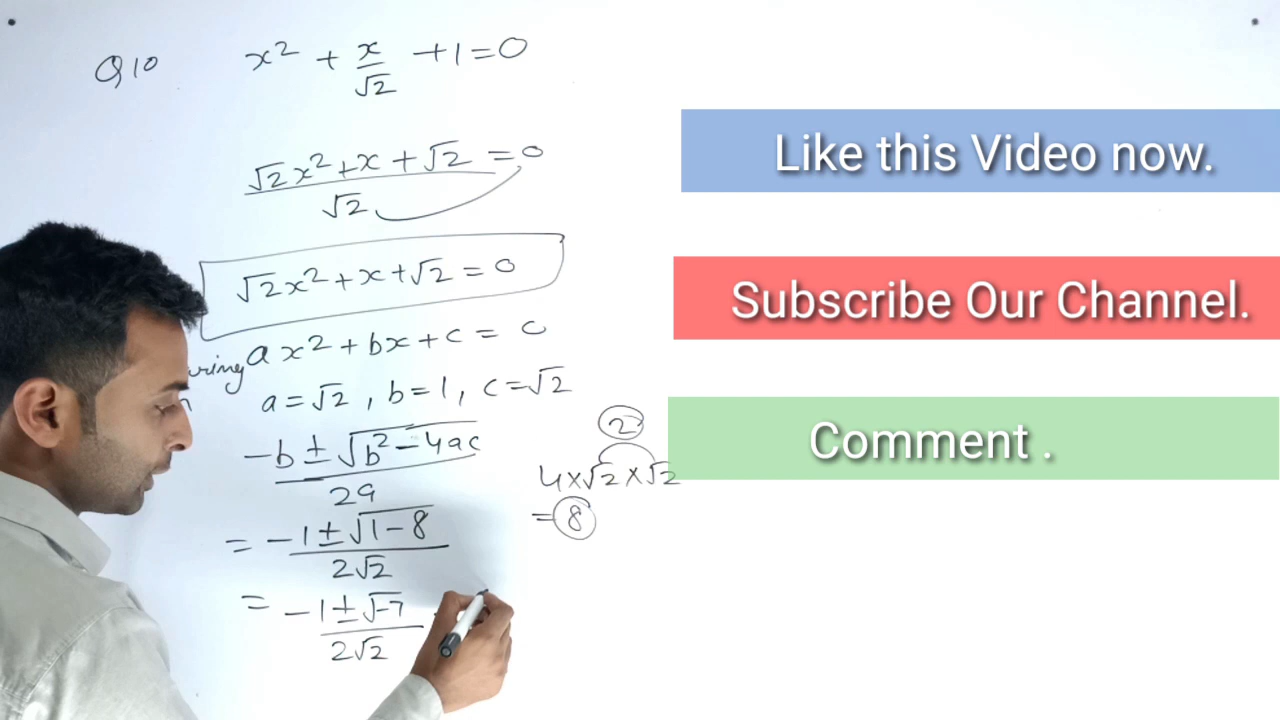 Q10 x² + x/√2 + 1 = 0
√2x² + x + √2 / √2 = 0
√2x² + x + √2 = 0
ax² + bx + c = 0
a = √2 , b = 1, c = √2
-b ± √b² - 4ac / 2a
2
4×√2×√2
= 8
= -1 ± √1 - 8 / 2√2
= -1 ± √-7 / 2√2
Like this Video now.
Subscribe Our Channel.
Comment .